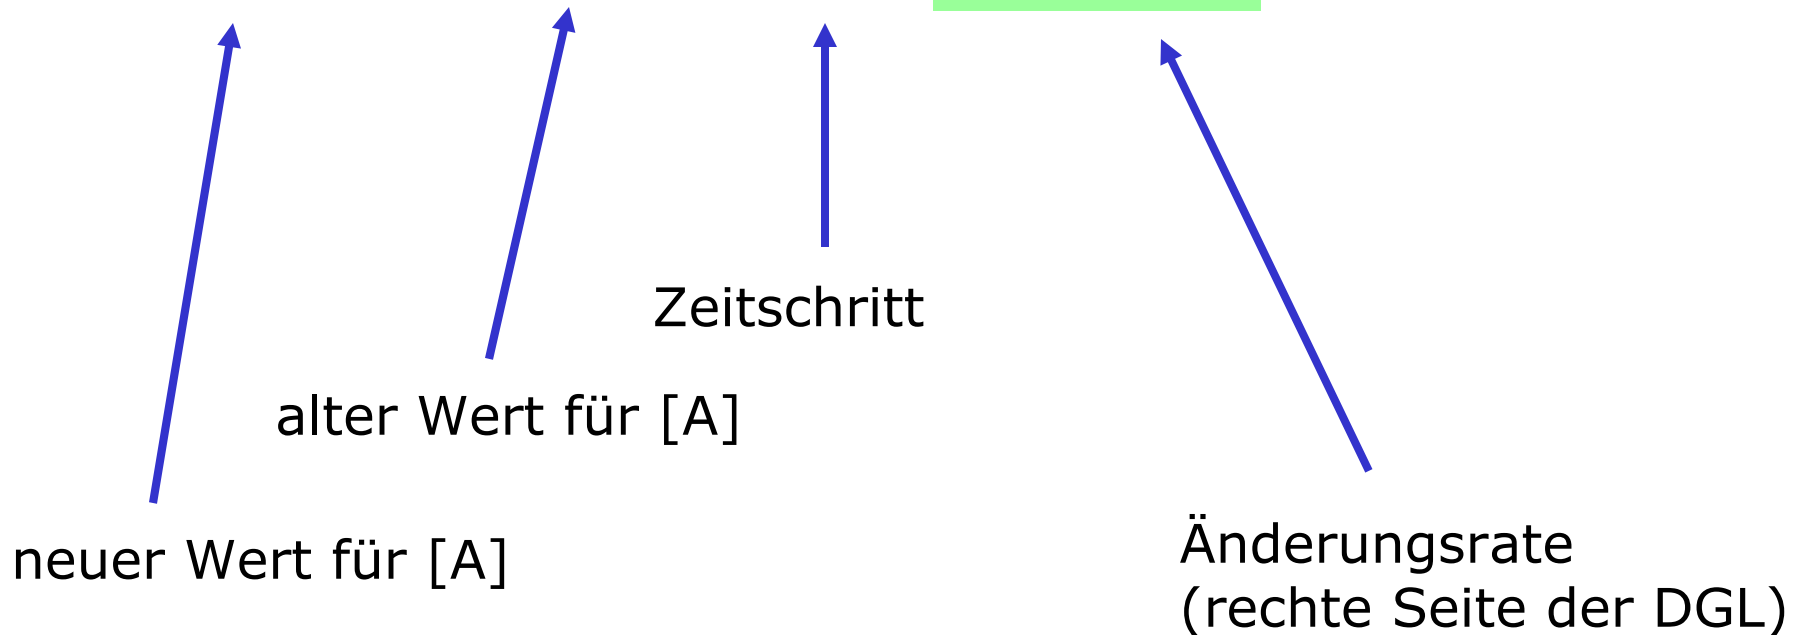 Zeitschritt
alter Wert für [A]
neuer Wert für [A]
Änderungsrate
(rechte Seite der DGL)